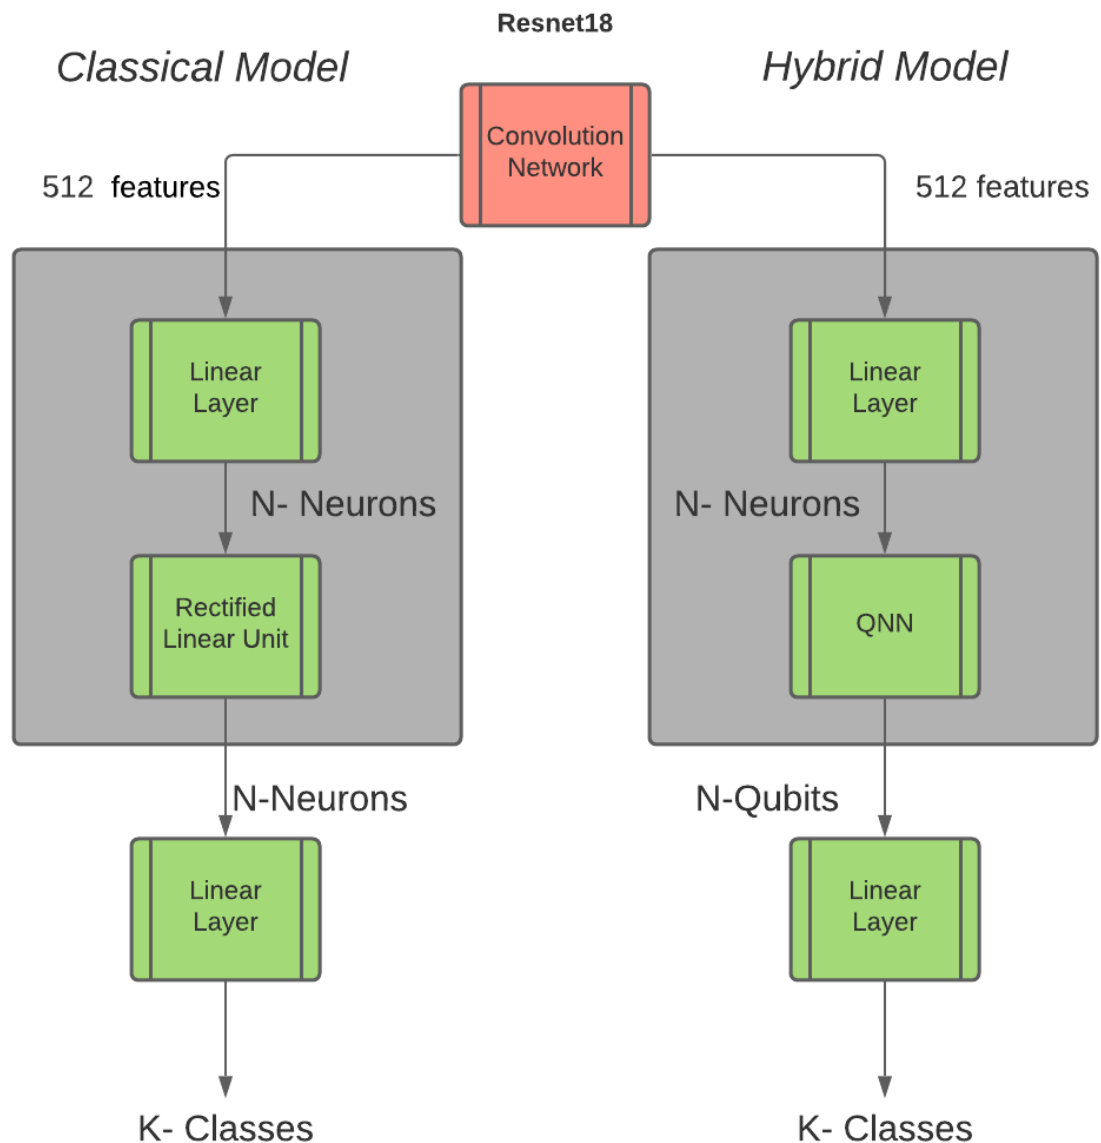 Resnet18
Classical Model
Hybrid Model
Convolution
Network
512 features
512 features
Linear
Layer
Linear
Layer
N- Neurons
N- Neurons
Rectified
Linear Unit
QNN
N-Neurons
N-Qubits
Linear
Layer
Linear
Layer
K- Classes
K- Classes